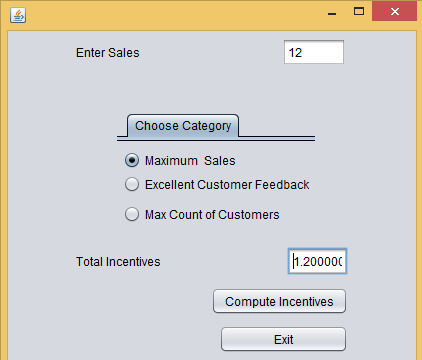 Enter Sales 12
Choose Category
Maximum Sales
Excellent Customer Feedback
Max Count of Customers
Total Incentives 1.200000
Compute Incentives
Exit